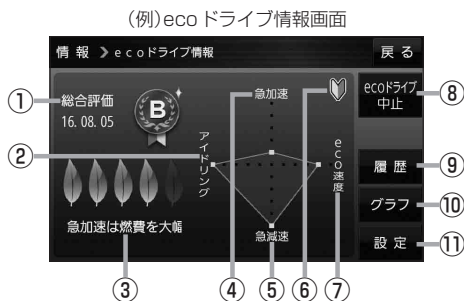 (例)eco ドライブ情報画面
情 報 》ecoドライブ情報
戻 る
① 総合評価
16. 08. 05
B
④ 急加速
⑥
ecoドライブ
中止 ⑧
② アイドリング
eco速度 ⑦
履 歴 ⑨
グラフ ⑩
急加速は燃費を大幅
③
急減速 ⑤
設 定 ⑪